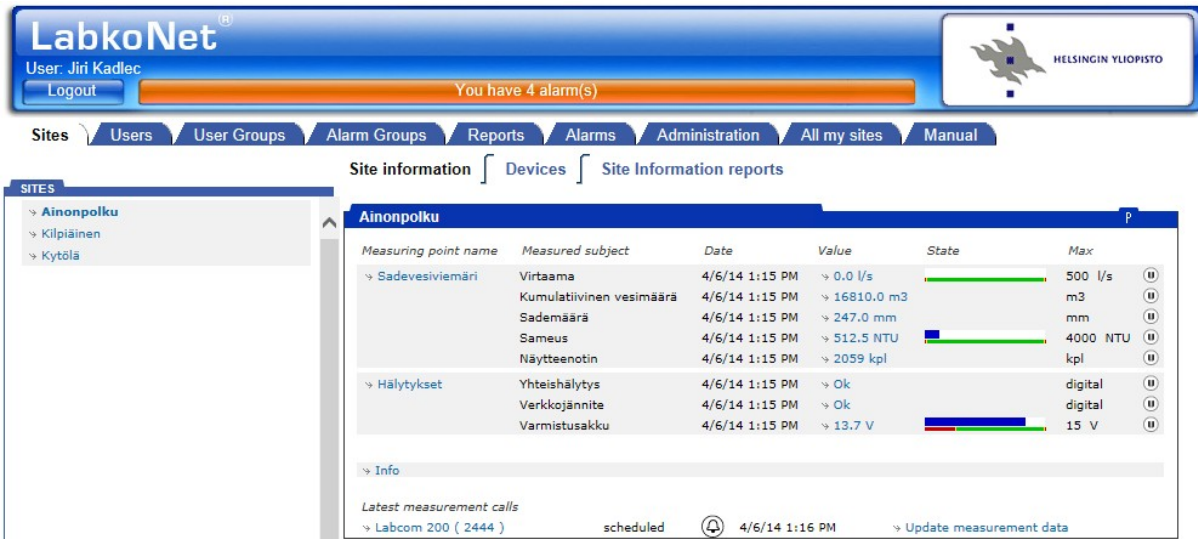 LabkoNet®
User: Jiri Kadlec
Logout
You have 4 alarm(s)
HELSINGIN YLIOPISTO
Sites Users User Groups Alarm Groups Reports Alarms Administration All my sites Manual
Site information Devices Site Information reports
SITES
Ainonpolku
Kilpiäinen
Kytölä
Ainonpolku P
Measuring point name Measured subject Date Value State Max
Sadevesiviemäri Virtaama 4/6/14 1:15 PM 0.0 l/s 500 l/s
Kumulatiivinen vesimäärä 4/6/14 1:15 PM 16810.0 m3 m3
Sademäärä 4/6/14 1:15 PM 247.0 mm mm
Sameus 4/6/14 1:15 PM 512.5 NTU 4000 NTU
Näytteenotin 4/6/14 1:15 PM 2059 kpl kpl
Hälytykset Yhteishälytys 4/6/14 1:15 PM Ok digital
Verkkojännite 4/6/14 1:15 PM Ok digital
Varmistusakku 4/6/14 1:15 PM 13.7 V 15 V
Info
Latest measurement calls
Labcom 200 ( 2444 ) scheduled 4/6/14 1:16 PM Update measurement data